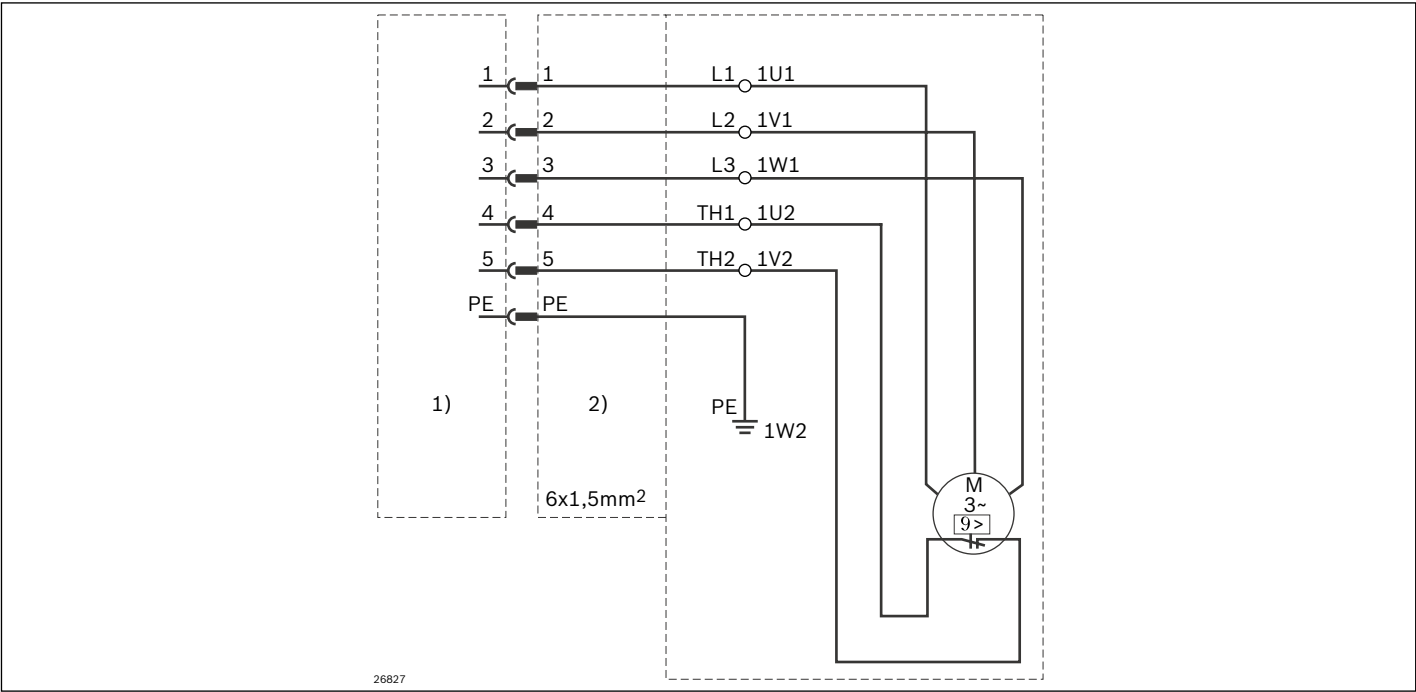 1 1 L1 1U1
2 2 L2 1V1
3 3 L3 1W1
4 4 TH1 1U2
5 5 TH2 1V2
PE PE
1) 2) PE
1W2
6x1,5mm²
M
3~
9>
26827